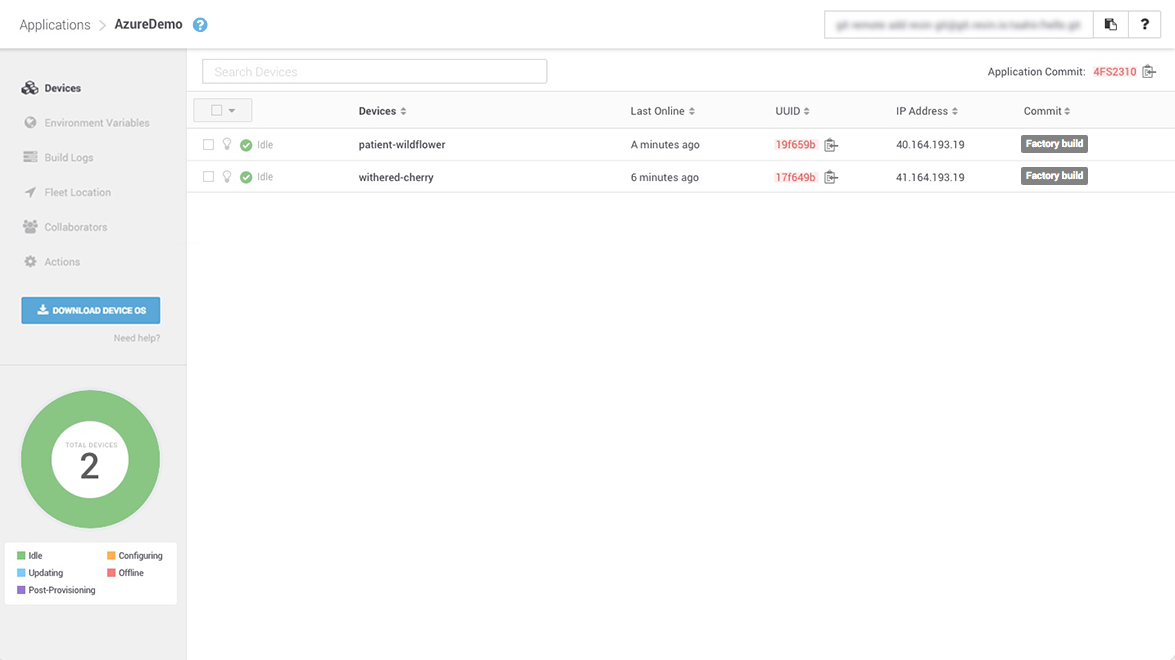 Applications > AzureDemo ?
?
Search Devices
Application Commit: 4FS2310
Devices
Environment Variables
Build Logs
Fleet Location
Collaborators
Actions
DOWNLOAD DEVICE OS
Need help?
Devices Last Online UUID IP Address Commit
Idle patient-wildflower A minutes ago 19f659b 40.164.193.19 Factory build
Idle withered-cherry 6 minutes ago 17f649b 41.164.193.19 Factory build
TOTAL DEVICES
2
Idle Configuring
Updating Offline
Post-Provisioning